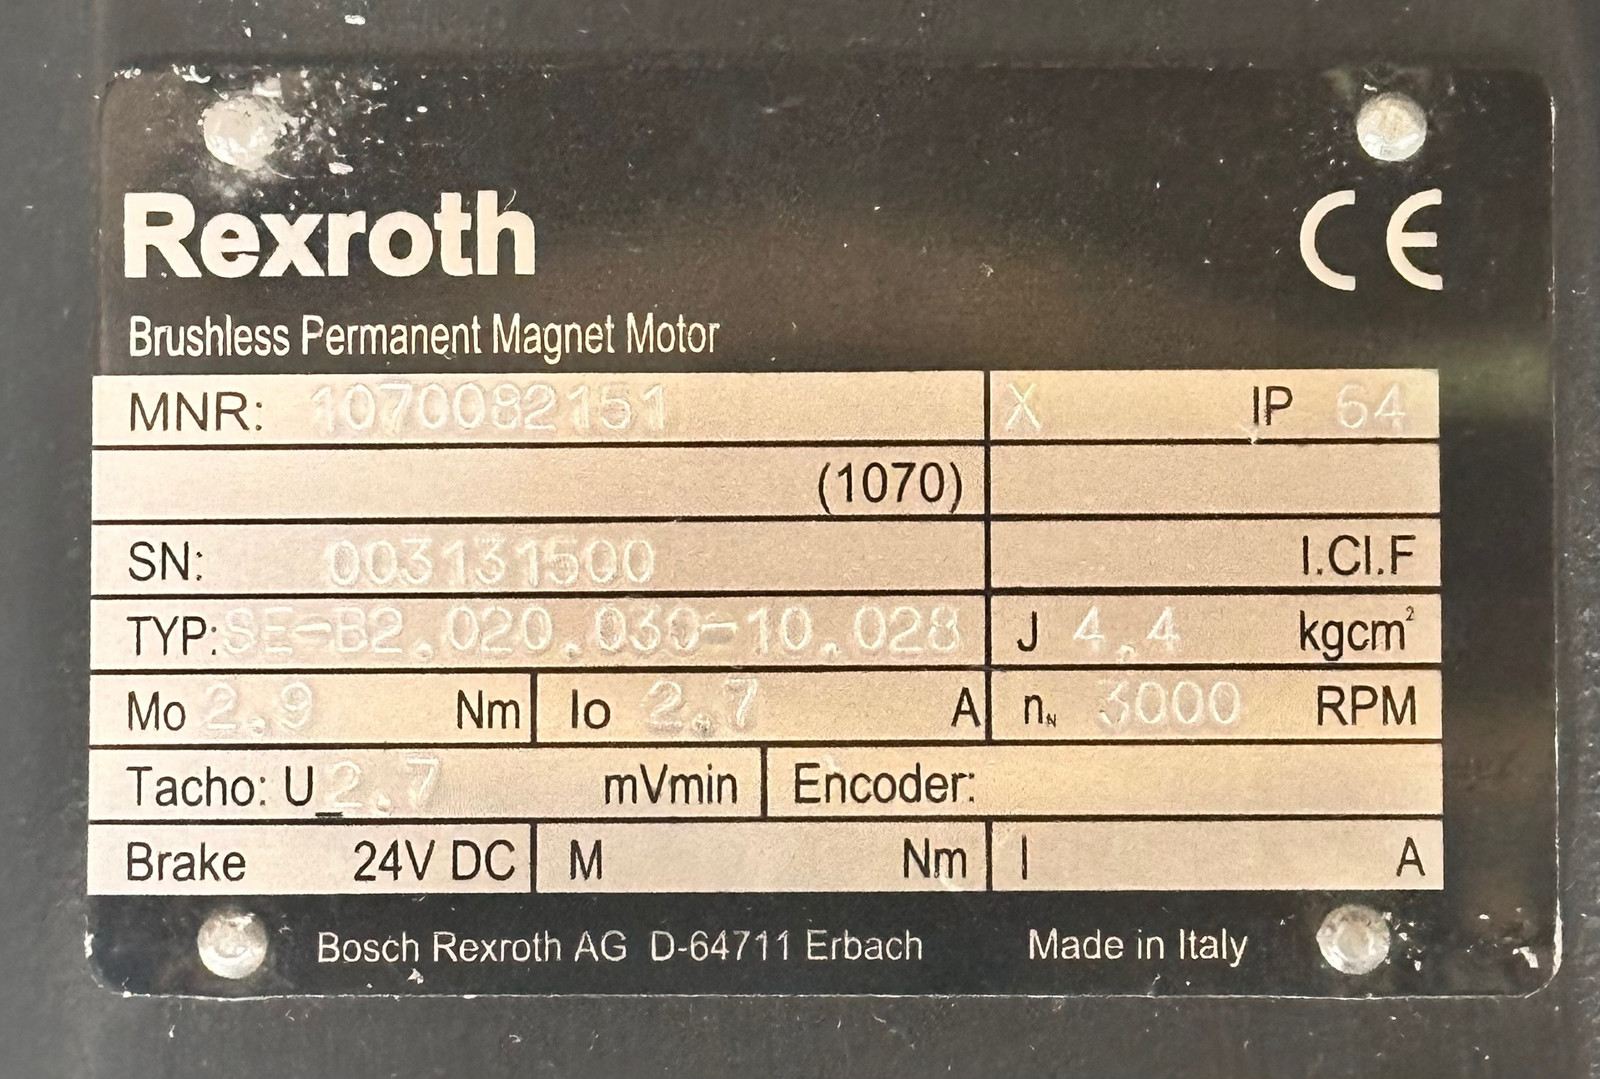 Rexroth
CE
Brushless Permanent Magnet Motor
MNR: 1070082151 X IP 64
(1070)
SN: 003131500 I.Cl.F
TYP: SE-B2.020.030-10.028 J 4.4 kgcm²
Mo 2.9 Nm Io 2.7 A nN 3000 RPM
Tacho: U_2.7 mVmin Encoder:
Brake 24V DC M Nm I A
Bosch Rexroth AG D-64711 Erbach Made in Italy